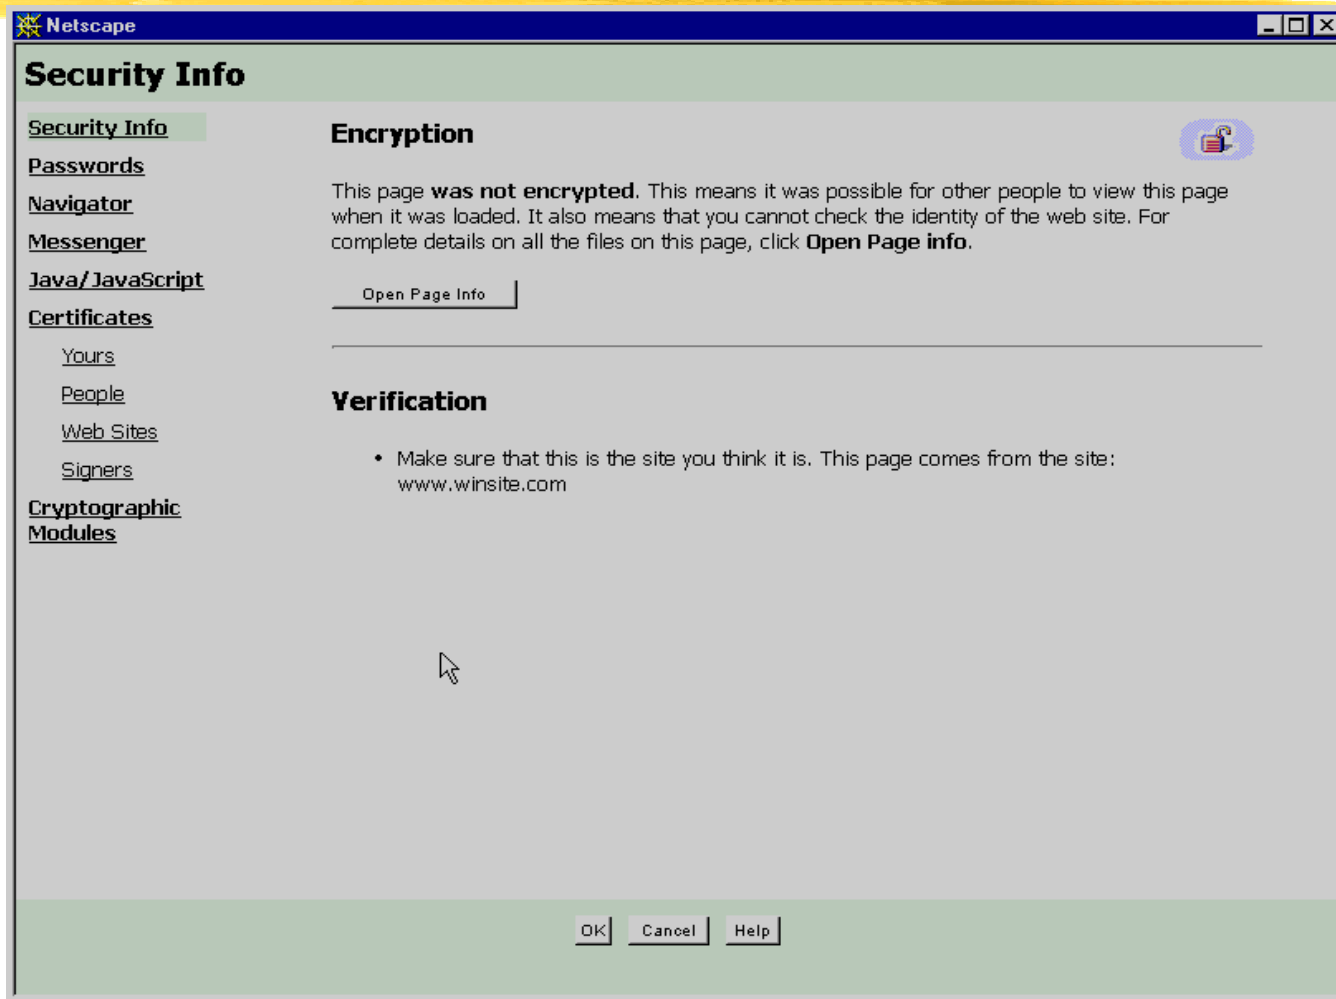 Netscape
Security Info
Security Info
Passwords
Navigator
Messenger
Java/JavaScript
Certificates
Yours
People
Web Sites
Signers
Cryptographic
Modules
Encryption
This page was not encrypted. This means it was possible for other people to view this page
when it was loaded. It also means that you cannot check the identity of the web site. For
complete details on all the files on this page, click Open Page info.
Open Page Info
Verification
• Make sure that this is the site you think it is. This page comes from the site:
www.winsite.com
OK Cancel Help